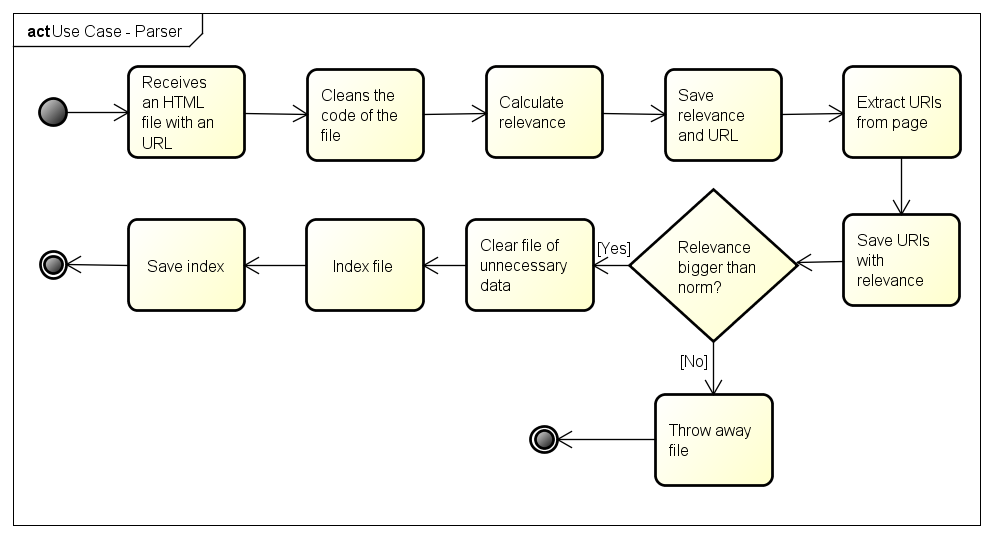 act Use Case - Parser
Receives
an HTML
file with an
URL
Cleans the
code of the
file
Calculate
relevance
Save
relevance
and URL
Extract URIs
from page
Save URIs
with
relevance
Relevance
bigger than
norm?
[Yes]
Clear file of
unnecessary
data
Index file
Save index
[No]
Throw away
file